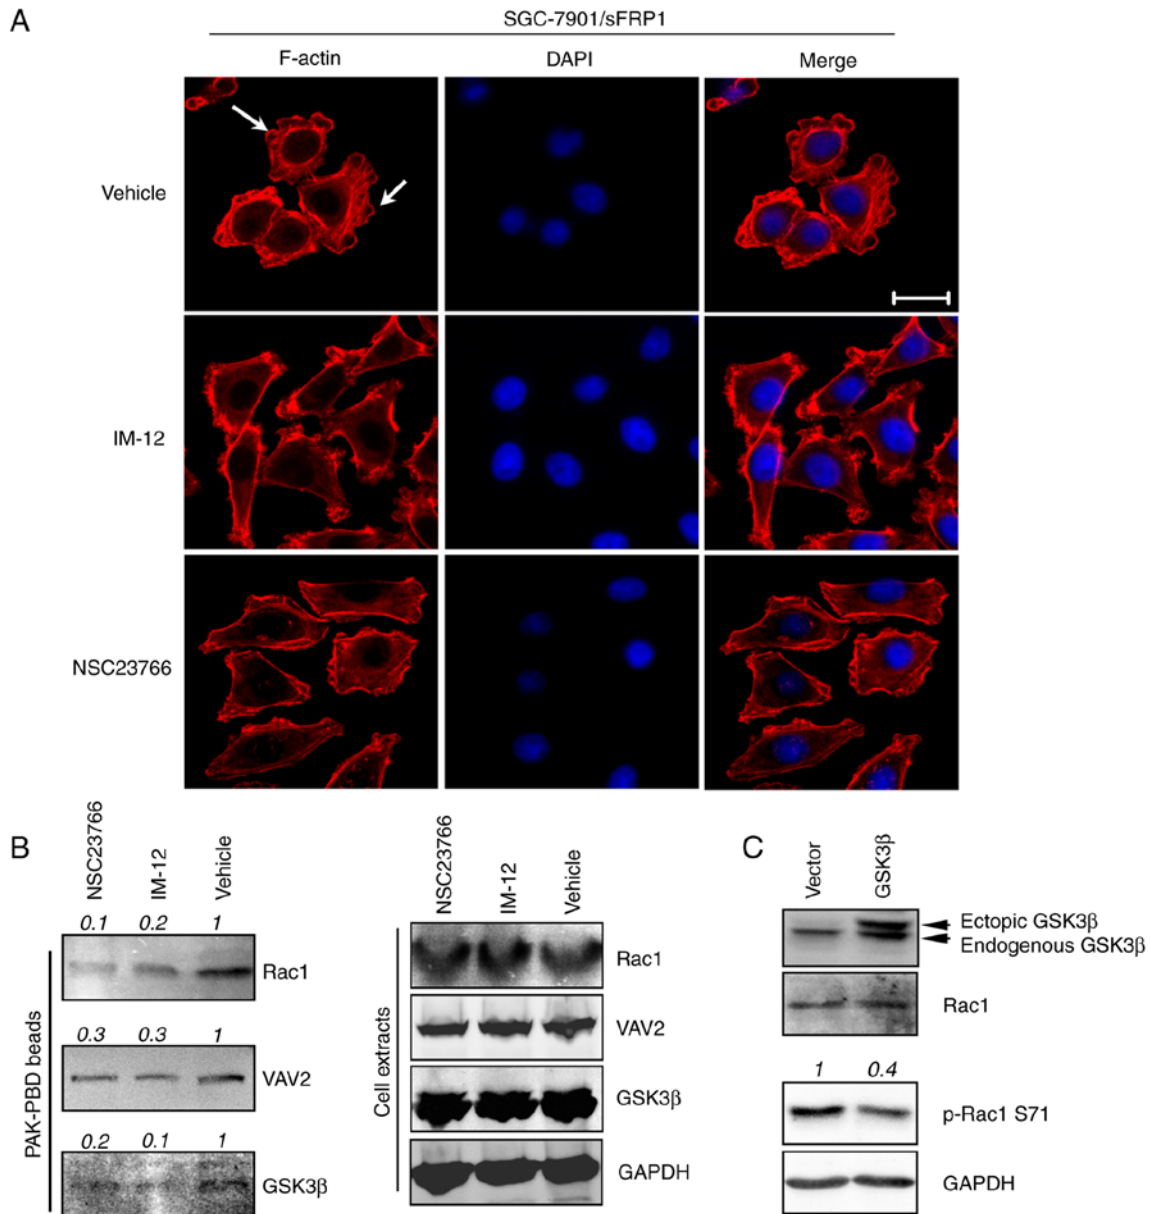 A
SGC-7901/sFRP1
F-actin DAPI Merge
Vehicle
IM-12
NSC23766
B
NSC23766 IM-12 Vehicle
0.1 0.2 1
Rac1
0.3 0.3 1
VAV2
0.2 0.1 1
GSK3β
PAK-PBD beads
NSC23766 IM-12 Vehicle
Rac1
VAV2
GSK3β
GAPDH
Cell extracts
C
Vector GSK3β
Ectopic GSK3β
Endogenous GSK3β
Rac1
1 0.4
p-Rac1 S71
GAPDH